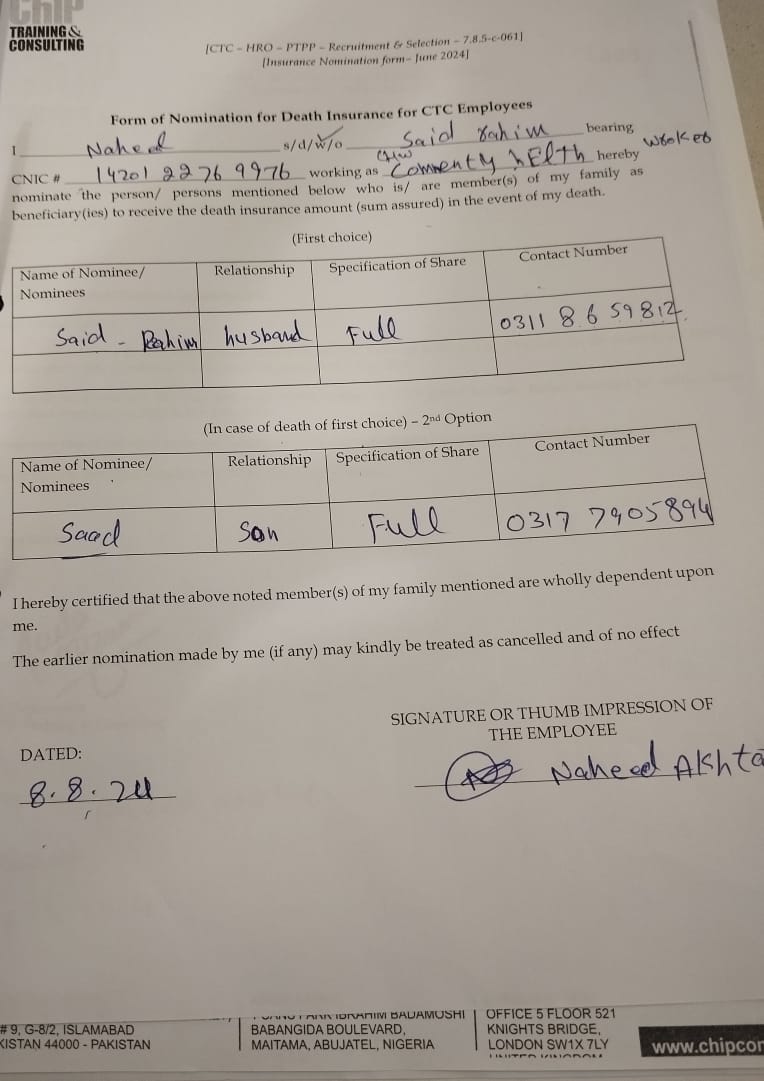 Chip
TRAINING &
CONSULTING
[CTC – HRO – PTPP – Recruitment & Selection – 7.8.5-c-061]
[Insurance Nomination form– June 2024]
Form of Nomination for Death Insurance for CTC Employees
I Naheed s/d/w/o Said Rahim bearing
CNIC # 14201 2276 9976 working as CHW Comenty hElth wroker hereby
nominate the person/ persons mentioned below who is/ are member(s) of my family as
beneficiary(ies) to receive the death insurance amount (sum assured) in the event of my death.
(First choice)
Name of Nominee/ Relationship Specification of Share Contact Number
Nominees
Said - Rahim husband Full 0311 8659812
(In case of death of first choice) – 2nd Option
Name of Nominee/ Relationship Specification of Share Contact Number
Nominees
Saad Son Full 0317 7905894
I hereby certified that the above noted member(s) of my family mentioned are wholly dependent upon
me.
The earlier nomination made by me (if any) may kindly be treated as cancelled and of no effect
SIGNATURE OR THUMB IMPRESSION OF
THE EMPLOYEE
DATED:
Naheed Akhta
8.8.24
# 9, G-8/2, ISLAMABAD
KISTAN 44000 - PAKISTAN
IBRAHIM BADAMOSHI
BABANGIDA BOULEVARD,
MAITAMA, ABUJATEL, NIGERIA
OFFICE 5 FLOOR 521
KNIGHTS BRIDGE,
LONDON SW1X 7LY
UNITED KINGDOM
www.chipcon